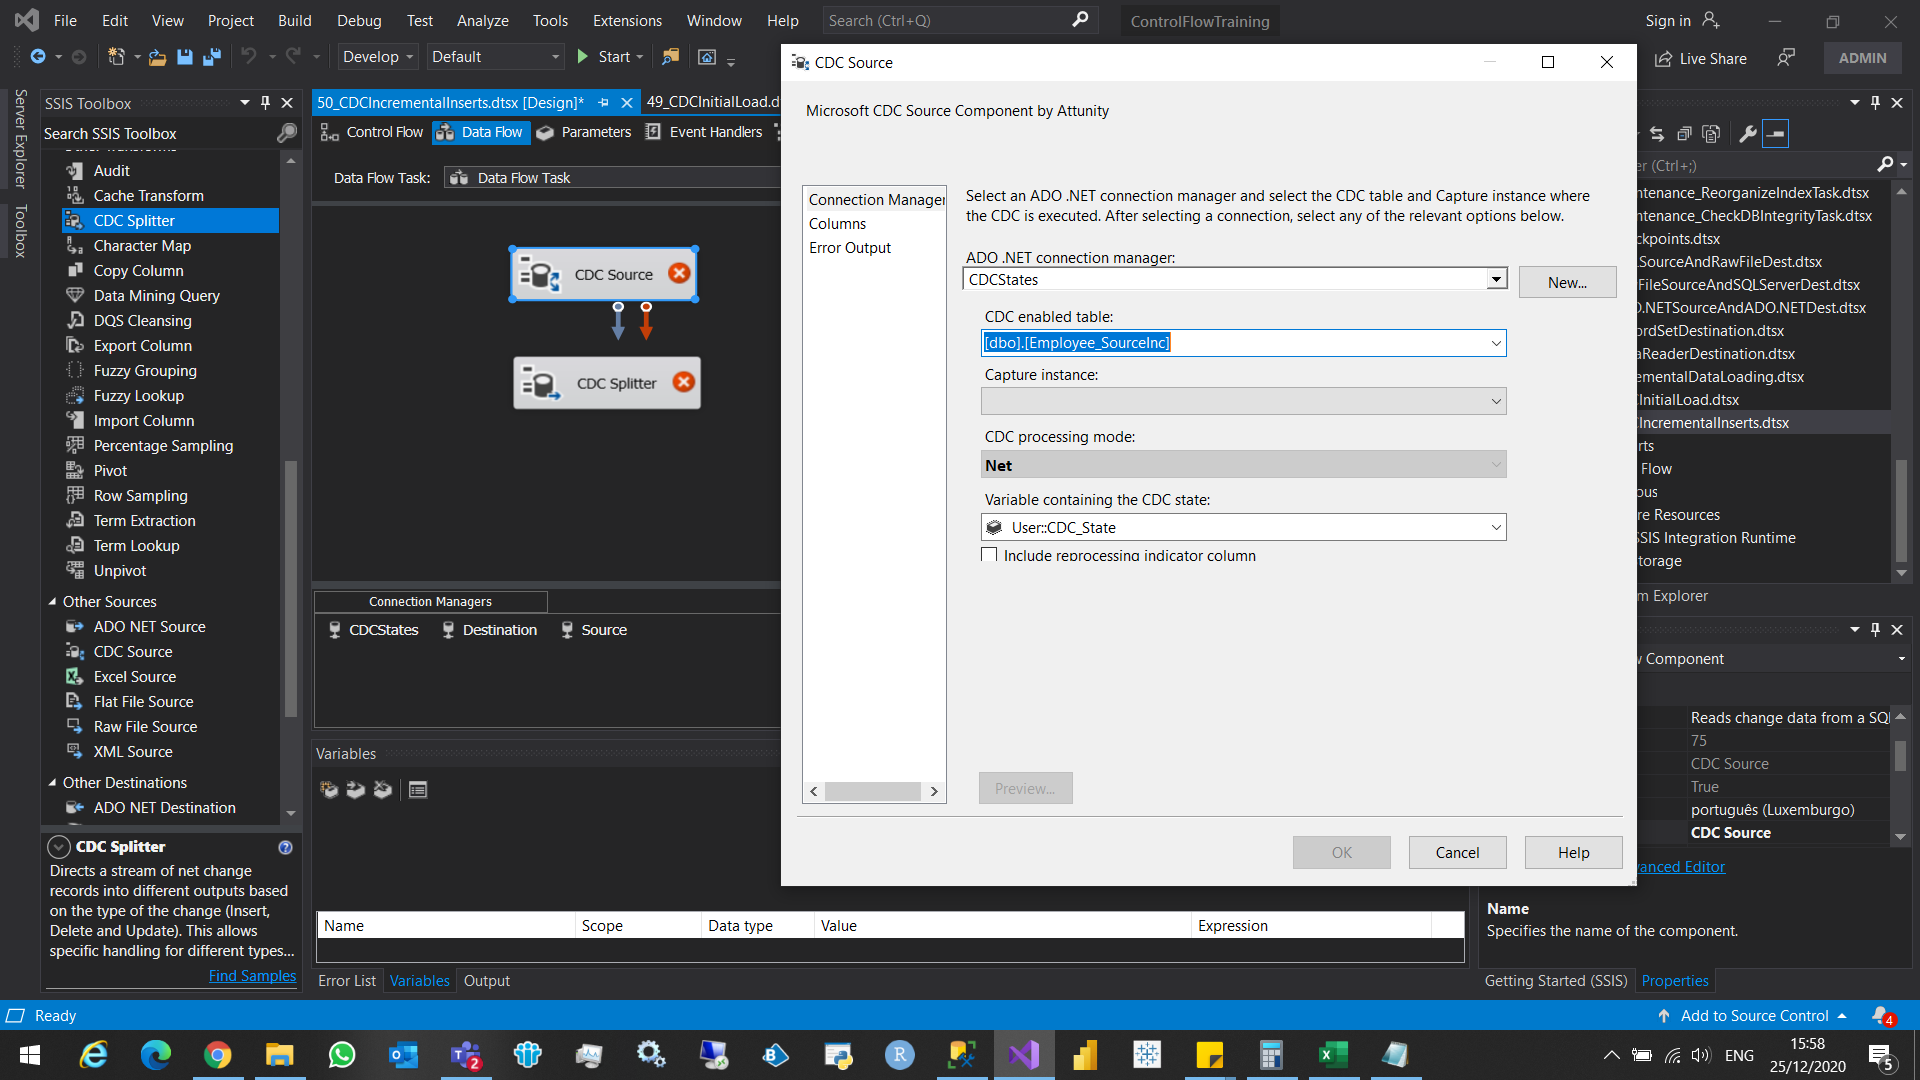 File Edit View Project Build Debug Test Analyze Tools Extensions Window Help Search (Ctrl+Q) ControlFlowTraining Sign in
Develop Default Start Live Share ADMIN
Server Explorer
Toolbox
SSIS Toolbox
Search SSIS Toolbox
Audit
Cache Transform
CDC Splitter
Character Map
Copy Column
Data Mining Query
DQS Cleansing
Export Column
Fuzzy Grouping
Fuzzy Lookup
Import Column
Percentage Sampling
Pivot
Row Sampling
Term Extraction
Term Lookup
Unpivot
Other Sources
ADO NET Source
CDC Source
Excel Source
Flat File Source
Raw File Source
XML Source
Other Destinations
ADO NET Destination
CDC Splitter
Directs a stream of net change
records into different outputs based
on the type of the change (Insert,
Delete and Update). This allows
specific handling for different types...
Find Samples
50_CDCIncrementalInserts.dtsx [Design]* 49_CDCInitialLoad.d
Control Flow Data Flow Parameters Event Handlers
Data Flow Task: Data Flow Task
CDC Source
CDC Splitter
Connection Managers
CDCStates Destination Source
Variables
Name Scope Data type Value Expression
Error List Variables Output
CDC Source
Microsoft CDC Source Component by Attunity
Connection Manager
Columns
Error Output
Select an ADO .NET connection manager and select the CDC table and Capture instance where
the CDC is executed. After selecting a connection, select any of the relevant options below.
ADO .NET connection manager:
CDCStates
New...
CDC enabled table:
[dbo].[Employee_SourceInc]
Capture instance:
CDC processing mode:
Net
Variable containing the CDC state:
User::CDC_State
Include reprocessing indicator column
Preview...
OK Cancel Help
er (Ctrl+;)
ntenance_ReorganizeIndexTask.dtsx
ntenance_CheckDBIntegrityTask.dtsx
ckpoints.dtsx
.SourceAndRawFileDest.dtsx
FileSourceAndSQLServerDest.dtsx
O.NETSourceAndADO.NETDest.dtsx
ordSetDestination.dtsx
aReaderDestination.dtsx
ementalDataLoading.dtsx
CInitialLoad.dtsx
CIncrementalInserts.dtsx
rts
Flow
ous
re Resources
SSIS Integration Runtime
torage
m Explorer
w Component
Reads change data from a SQL
75
CDC Source
True
português (Luxemburgo)
CDC Source
vanced Editor
Name
Specifies the name of the component.
Getting Started (SSIS) Properties
Ready Add to Source Control 4
2 ENG 15:58
25/12/2020 5